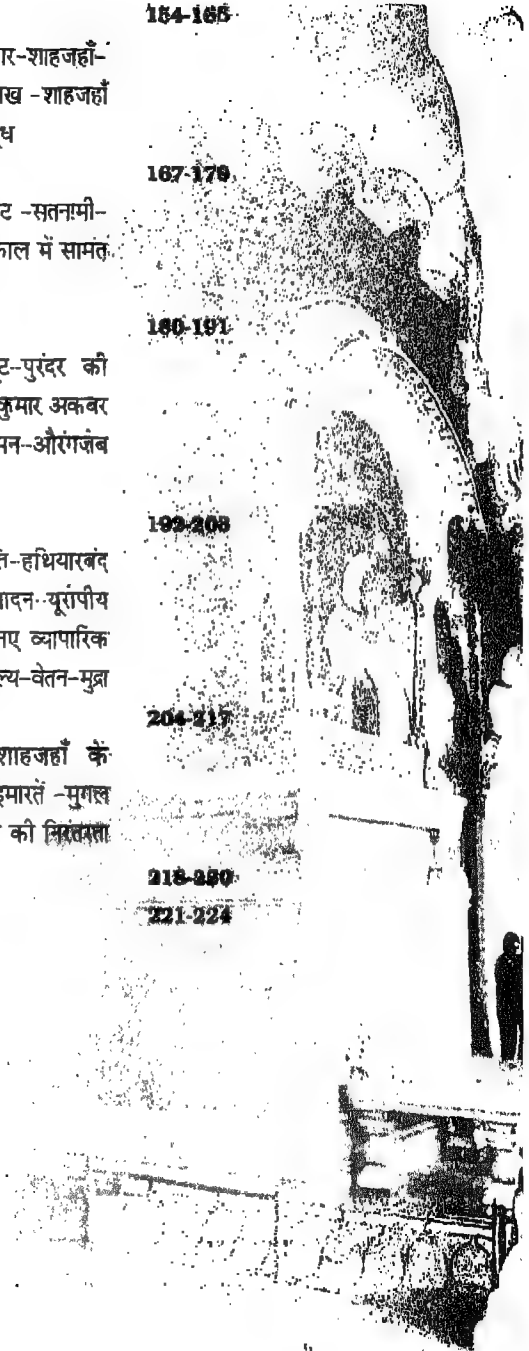 154-165
ार-शाहजहाँ-
ाख -शाहजहाँ
ध
167-179
ट -सतनामी-
काल में सामंत
180-191
ट-पुरंदर की
कुमार अकबर
मन-औरंगजेब
192-203
त-हथियारबंद
ादन-यूरोपीय
नए व्यापारिक
ल्य-वेतन-मुद्रा
204-217
शाहजहाँ के
इमारतें -मुगल
की निरंतरता
218-220
221-224